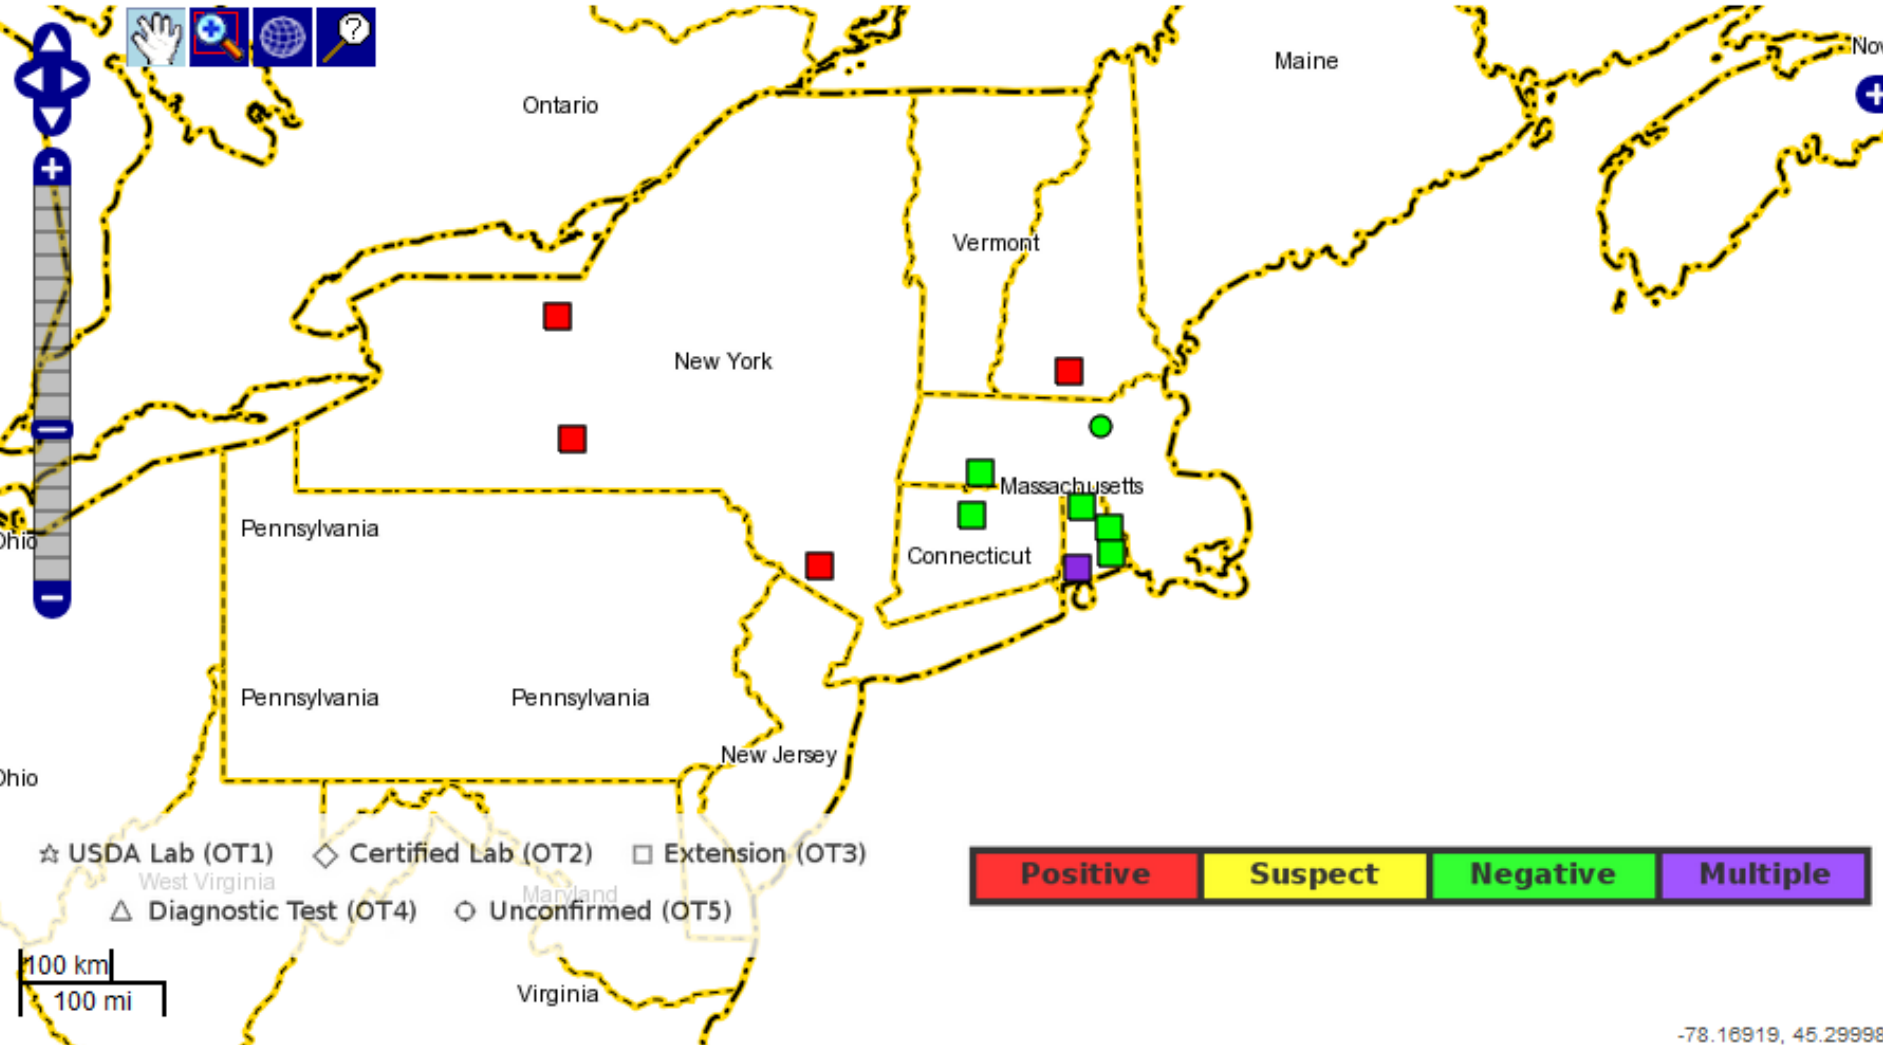 Maine
Ontario
?
Vermont
New York
Massachusetts
Pennsylvania
Connecticut
Pennsylvania
Pennsylvania
New Jersey
USDA Lab (OT1)
Certified Lab (OT2)
Extension (OT3)
Positive
Suspect
Negative
Multiple
West Virginia
Maryland
Diagnostic Test (OT4)
Unconfirmed (OT5)
100 km
100 mi
Virginia
-78.16919, 45.29998